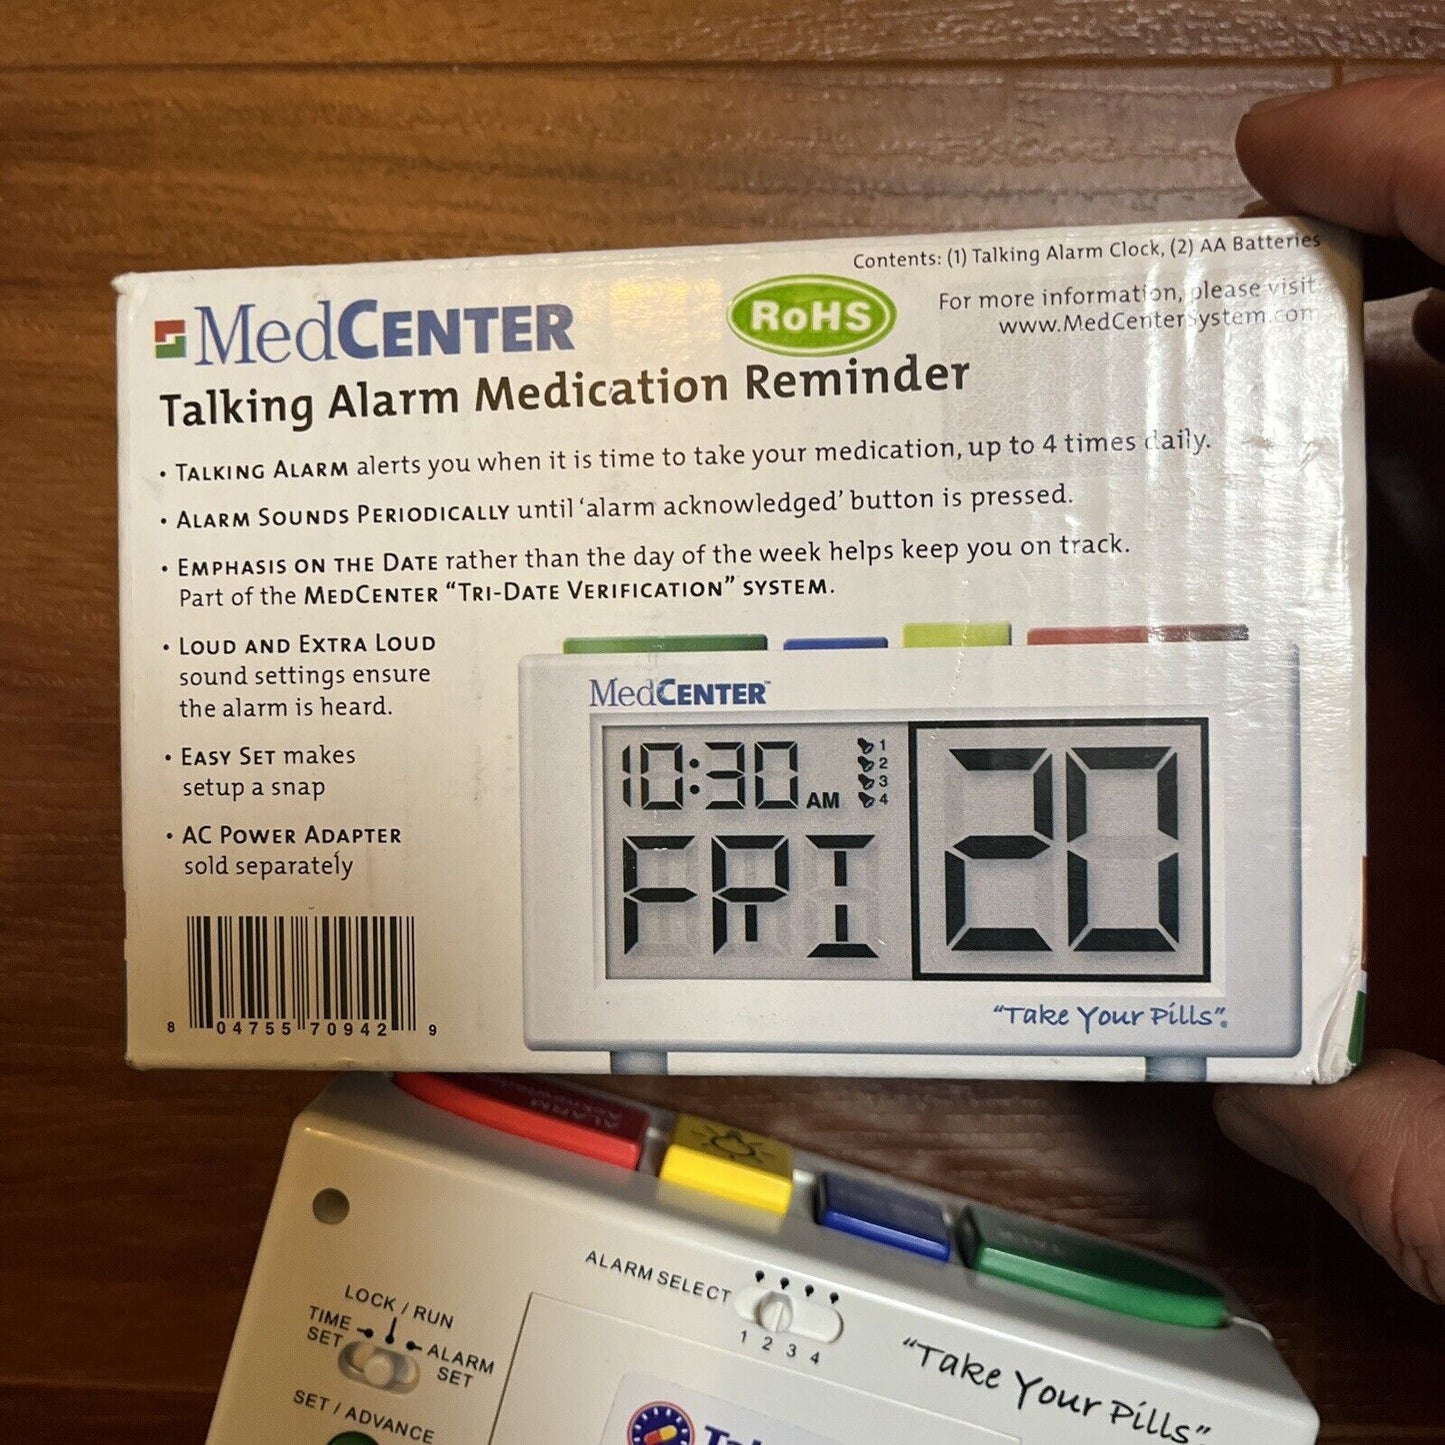 Contents: (1) Talking Alarm Clock, (2) AA Batteries
MedCENTER
RoHS
For more information, please visit:
www.MedCenterSystem.com
Talking Alarm Medication Reminder
• TALKING ALARM alerts you when it is time to take your medication, up to 4 times daily.
• ALARM SOUNDS PERIODICALLY until 'alarm acknowledged' button is pressed.
• EMPHASIS ON THE DATE rather than the day of the week helps keep you on track.
Part of the MEDCENTER "TRI-DATE VERIFICATION" SYSTEM.
• LOUD AND EXTRA LOUD
sound settings ensure
the alarm is heard.
• EASY SET makes
setup a snap
• AC POWER ADAPTER
sold separately
8 04755 70942 9
MedCENTER™
10:30 AM
1
2
3
4
FRI
20
"Take Your Pills"®
ALARM
ALARM SELECT
1 2 3 4
LOCK / RUN
TIME SET
ALARM SET
SET / ADVANCE
"Take Your Pills"